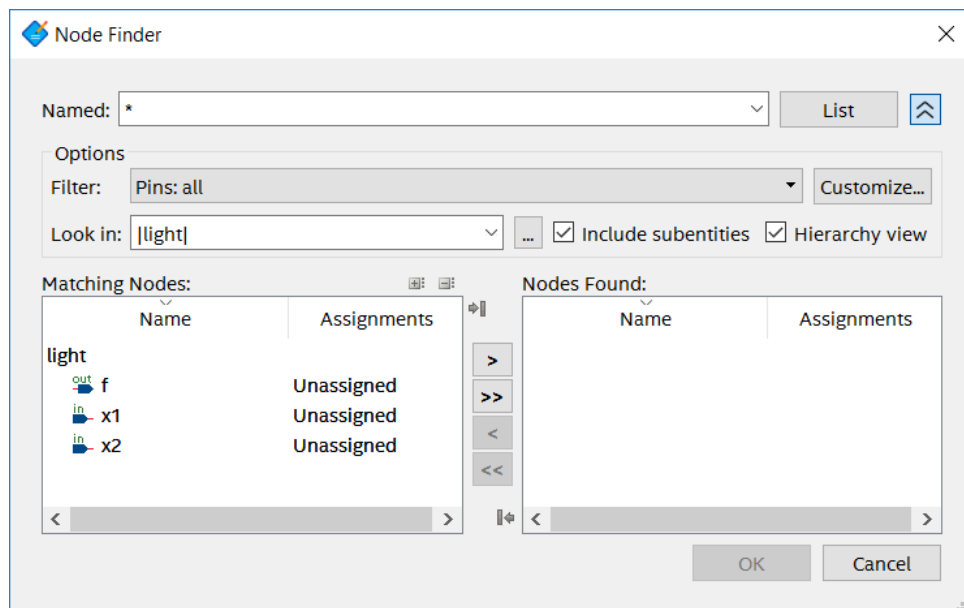 Node Finder
Named: * List
Options
Filter: Pins: all Customize...
Look in: |light| ... Include subentities Hierarchy view
Matching Nodes: Nodes Found:
Name Assignments Name Assignments
light
out f Unassigned
in x1 Unassigned
in x2 Unassigned
>
>>
<
<<
OK Cancel